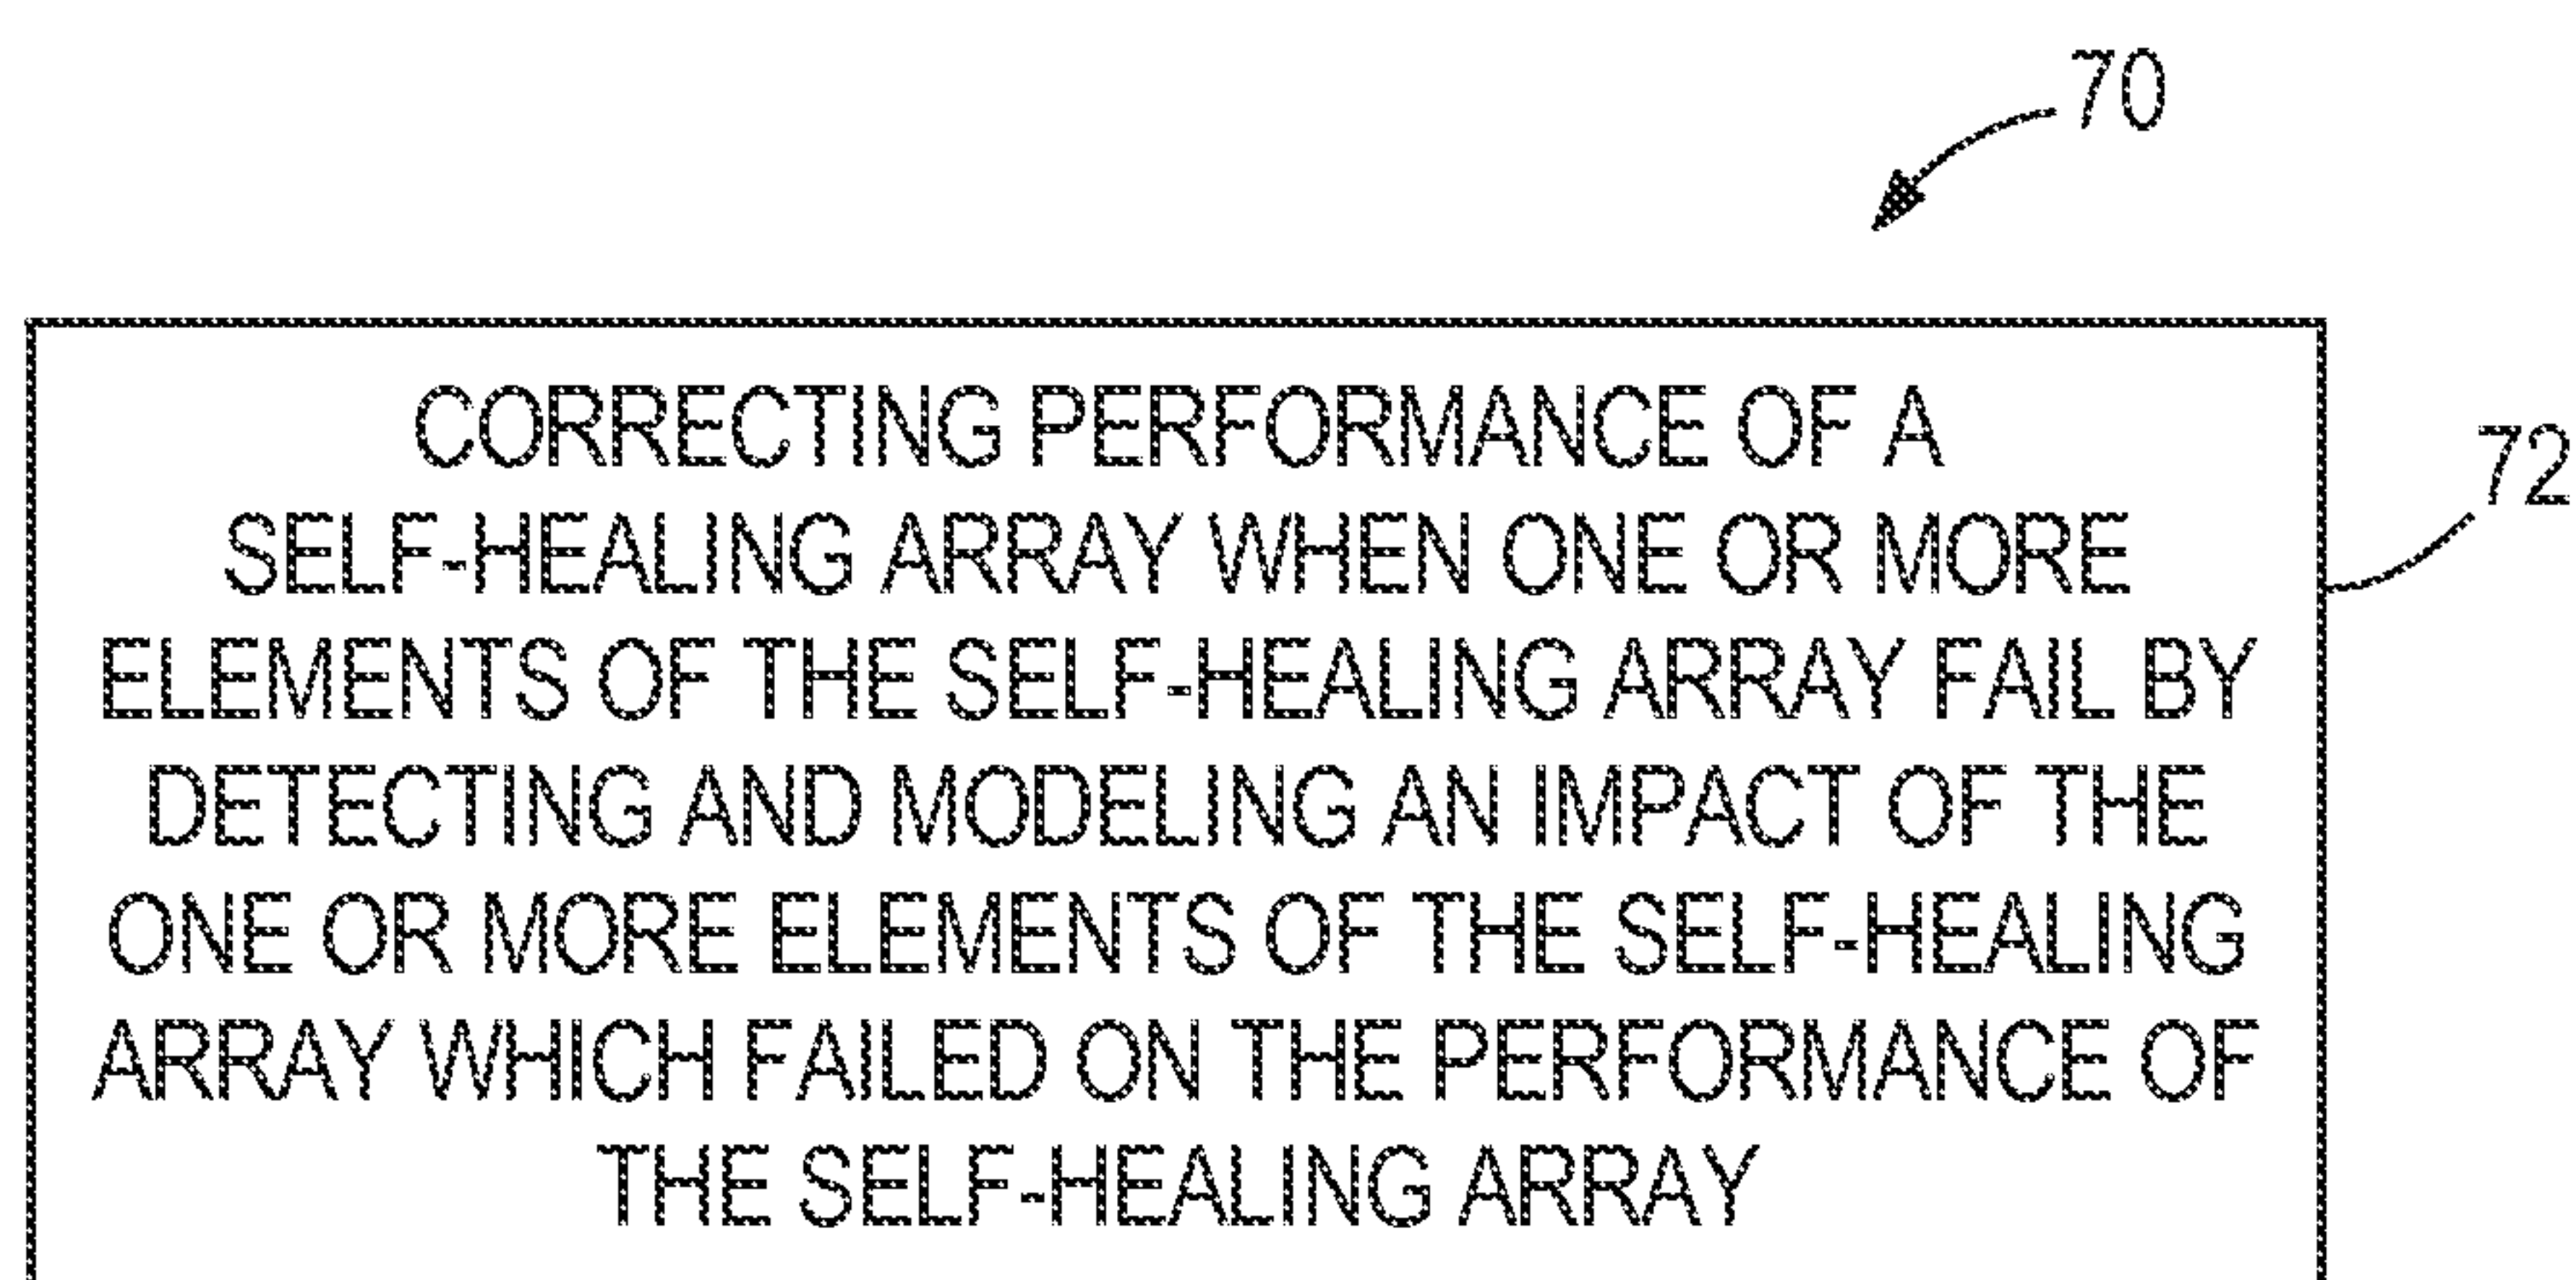 70
CORRECTING PERFORMANCE OF A
72
SELF-HEALING ARRAY WHEN ONE OR MORE
ELEMENTS OF THE SELF-HEALING ARRAY FAIL BY
DETECTING AND MODELING AN IMPACT OF THE
ONE OR MORE ELEMENTS OF THE SELF-HEALING
ARRAY WHICH FAILED ON THE PERFORMANCE OF
THE SELF-HEALING ARRAY